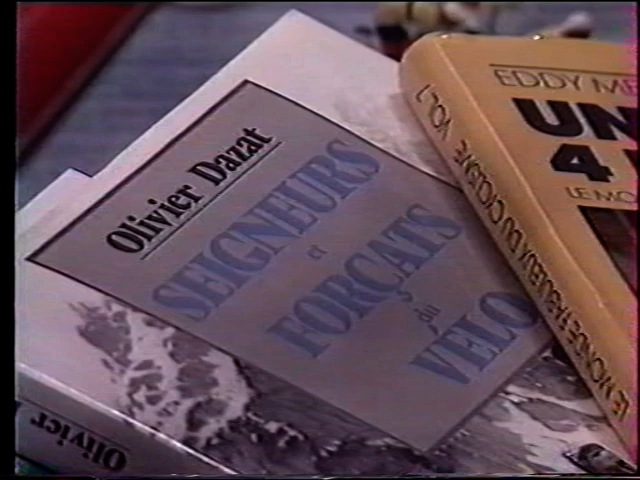 Olivier Dazat
SEIGNEURS
et
FORÇATS
du
VÉLO
Olivier
EDDY ME
UN
4
LE MO
LE MONDE FABULEUX DU CYCLISME VOL. 1